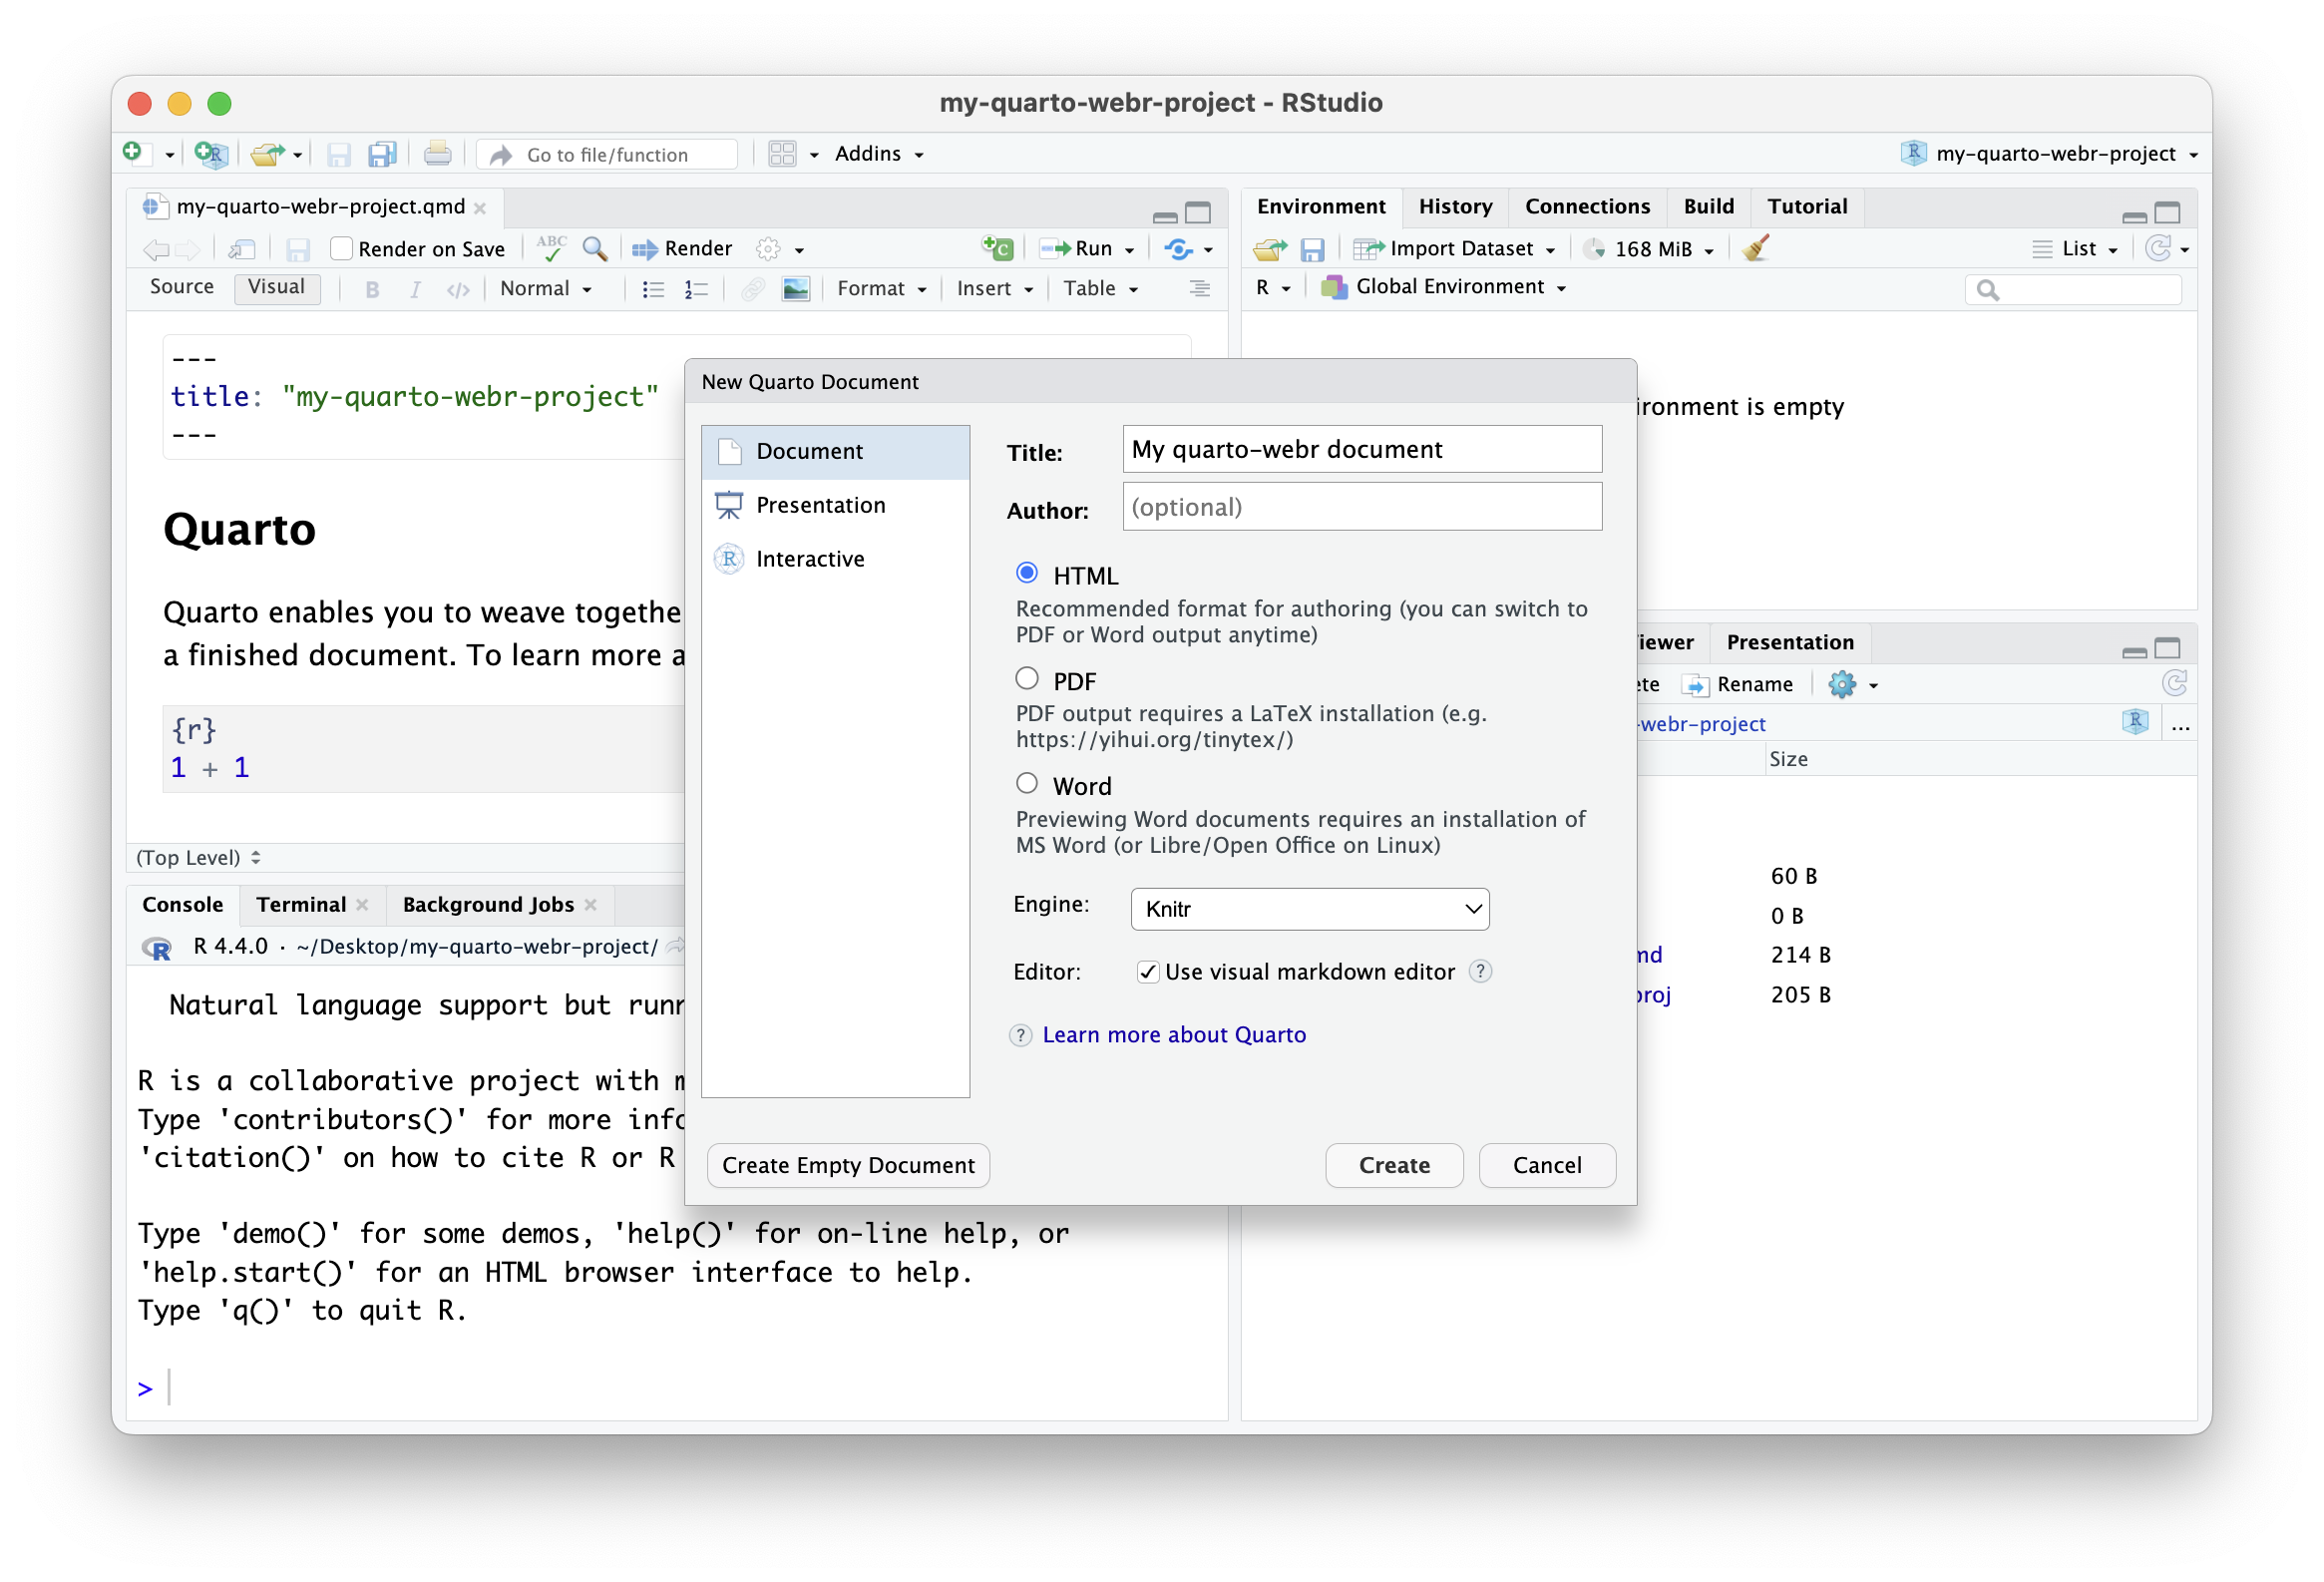 my-quarto-webr-project - RStudio
Go to file/function
Addins
my-quarto-webr-project
my-quarto-webr-project.qmd
Render on Save
ABC
Render
Run
Source
Visual
B I </>
Normal
Format
Insert
Table
---
title: "my-quarto-webr-project"
---
Quarto
Quarto enables you to weave togethe
a finished document. To learn more a
{r}
1 + 1
(Top Level)
Console
Terminal
Background Jobs
R 4.4.0 · ~/Desktop/my-quarto-webr-project/
Natural language support but run
R is a collaborative project with
Type 'contributors()' for more info
'citation()' on how to cite R or R
Type 'demo()' for some demos, 'help()' for on-line help, or
'help.start()' for an HTML browser interface to help.
Type 'q()' to quit R.
>
Environment
History
Connections
Build
Tutorial
Import Dataset
168 MiB
List
R
Global Environment
ironment is empty
iewer
Presentation
te
Rename
-webr-project
...
Size
60 B
0 B
md
214 B
proj
205 B
New Quarto Document
Document
Presentation
Interactive
Title:
My quarto-webr document
Author:
(optional)
HTML
Recommended format for authoring (you can switch to
PDF or Word output anytime)
PDF
PDF output requires a LaTeX installation (e.g.
https://yihui.org/tinytex/)
Word
Previewing Word documents requires an installation of
MS Word (or Libre/Open Office on Linux)
Engine:
Knitr
Editor:
Use visual markdown editor
?
? Learn more about Quarto
Create Empty Document
Create
Cancel